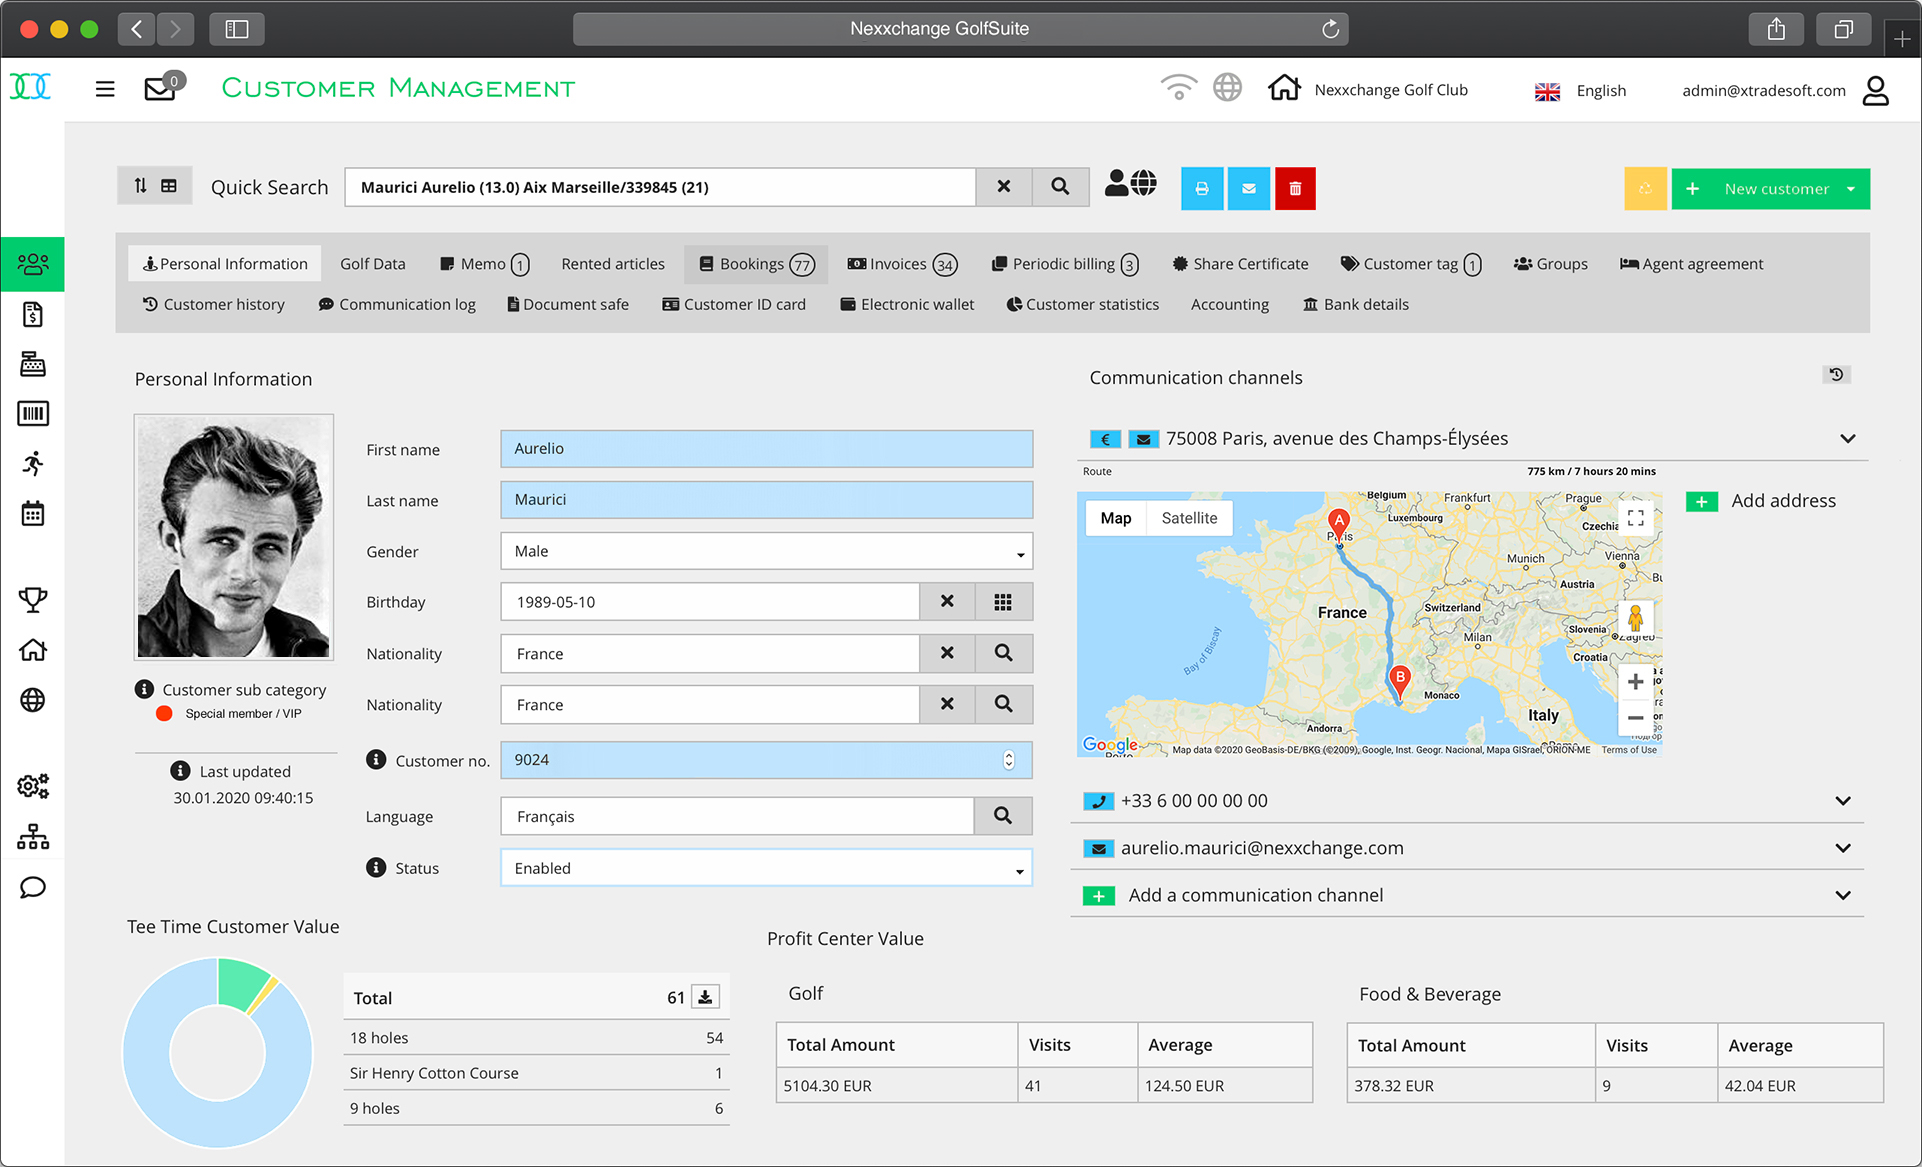 Nexxchange GolfSuite
0
Customer Management
Nexxchange Golf Club
English
admin@xtradesoft.com
Quick Search
Maurici Aurelio (13.0) Aix Marseille/339845 (21)
New customer
Personal Information
Golf Data
Memo 1
Rented articles
Bookings 77
Invoices 34
Periodic billing 3
Share Certificate
Customer tag 1
Groups
Agent agreement
Customer history
Communication log
Document safe
Customer ID card
Electronic wallet
Customer statistics
Accounting
Bank details
Personal Information
Customer sub category
Special member / VIP
Last updated
30.01.2020 09:40:15
First name
Aurelio
Last name
Maurici
Gender
Male
Birthday
1989-05-10
Nationality
France
Nationality
France
Customer no.
9024
Language
Français
Status
Enabled
Communication channels
€
75008 Paris, avenue des Champs-Élysées
Route
775 km / 7 hours 20 mins
Map
Satellite
Belgium
Frankfurt
Prague
Luxembourg
Czechia
A
Paris
Munich
Vienna
Austria
France
Switzerland
Milan
Slovenia
Zagreb
Croatia
Bay of Biscay
B
Monaco
Italy
Andorra
Rome
Google
Map data ©2020 GeoBasis-DE/BKG (©2009), Google, Inst. Geogr. Nacional, Mapa GISrael, ORION-ME
Terms of Use
Add address
+33 6 00 00 00 00
aurelio.maurici@nexxchange.com
Add a communication channel
Tee Time Customer Value
Total 61
18 holes 54
Sir Henry Cotton Course 1
9 holes 6
Profit Center Value
Golf
Total Amount Visits Average
5104.30 EUR 41 124.50 EUR
Food & Beverage
Total Amount Visits Average
378.32 EUR 9 42.04 EUR